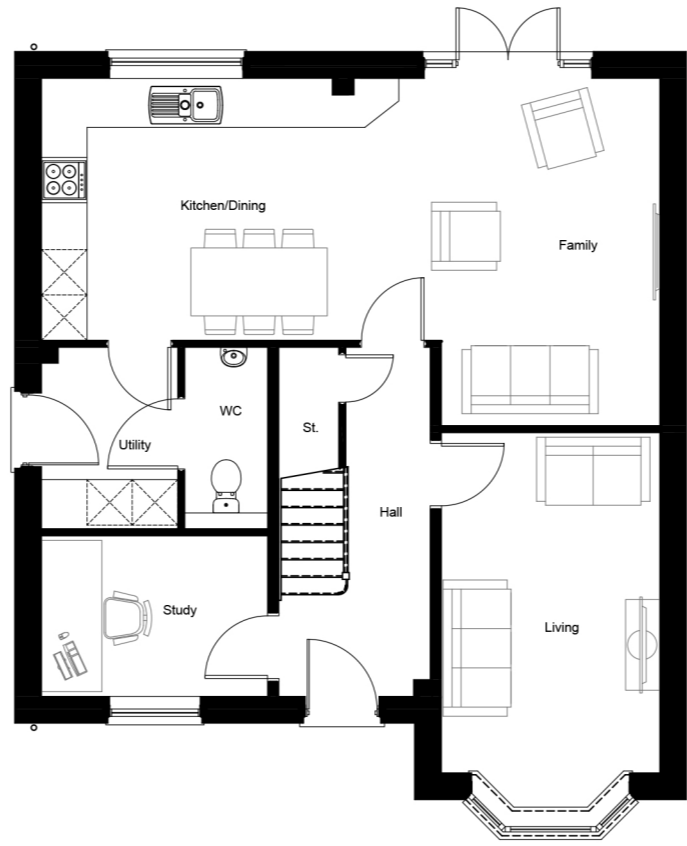 Kitchen/Dining
Family
WC
St.
Utility
Hall
Study
Living